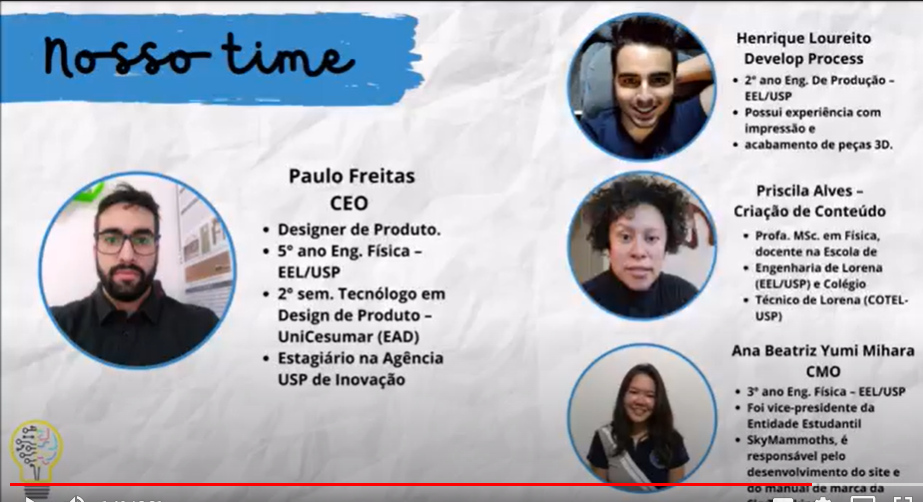 Nosso time
Paulo Freitas
CEO
• Designer de Produto.
• 5º ano Eng. Física –
EEL/USP
• 2º sem. Tecnólogo em
Design de Produto –
UniCesumar (EAD)
• Estagiário na Agência
USP de Inovação
Henrique Loureito
Develop Process
• 2º ano Eng. De Produção –
EEL/USP
• Possui experiência com
impressão e
• acabamento de peças 3D.
Priscila Alves –
Criação de Conteúdo
• Profa. MSc. em Física,
docente na Escola de
• Engenharia de Lorena
(EEL/USP) e Colégio
• Técnico de Lorena (COTEL-
USP)
Ana Beatriz Yumi Mihara
CMO
• 3º ano Eng. Física – EEL/USP
• Foi vice-presidente da
Entidade Estudantil
• SkyMammoths, é
responsável pelo
desenvolvimento do site e
do manual de marca da